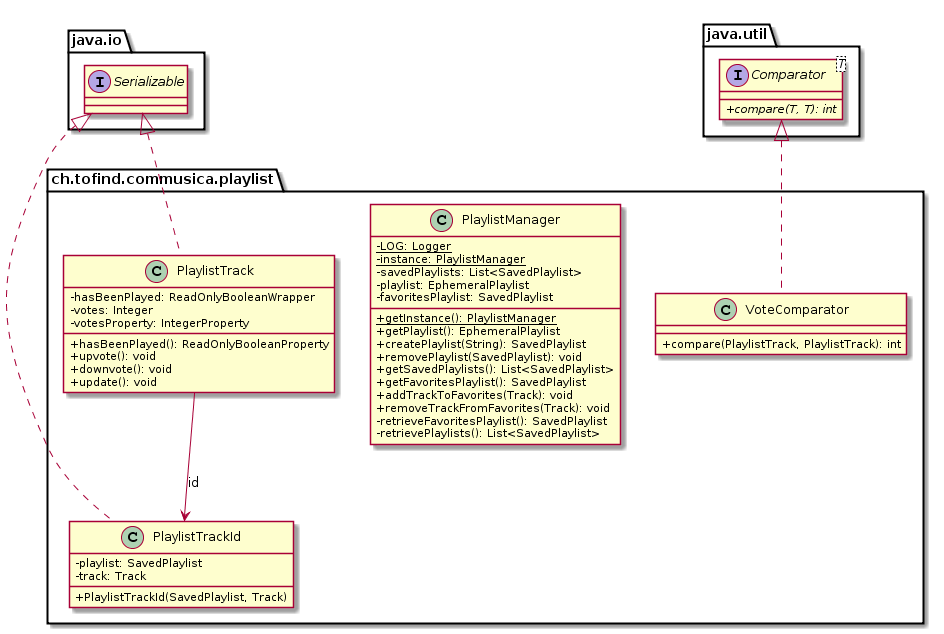 java.io
I Serializable
java.util
I Comparator T
+compare(T, T): int
ch.tofind.commusica.playlist
C PlaylistTrack
-hasBeenPlayed: ReadOnlyBooleanWrapper
-votes: Integer
-votesProperty: IntegerProperty
+hasBeenPlayed(): ReadOnlyBooleanProperty
+upvote(): void
+downvote(): void
+update(): void
C PlaylistManager
-LOG: Logger
-instance: PlaylistManager
-savedPlaylists: List<SavedPlaylist>
-playlist: EphemeralPlaylist
-favoritesPlaylist: SavedPlaylist
+getInstance(): PlaylistManager
+getPlaylist(): EphemeralPlaylist
+createPlaylist(String): SavedPlaylist
+removePlaylist(SavedPlaylist): void
+getSavedPlaylists(): List<SavedPlaylist>
+getFavoritesPlaylist(): SavedPlaylist
+addTrackToFavorites(Track): void
+removeTrackFromFavorites(Track): void
-retrieveFavoritesPlaylist(): SavedPlaylist
-retrievePlaylists(): List<SavedPlaylist>
C VoteComparator
+compare(PlaylistTrack, PlaylistTrack): int
id
C PlaylistTrackId
-playlist: SavedPlaylist
-track: Track
+PlaylistTrackId(SavedPlaylist, Track)